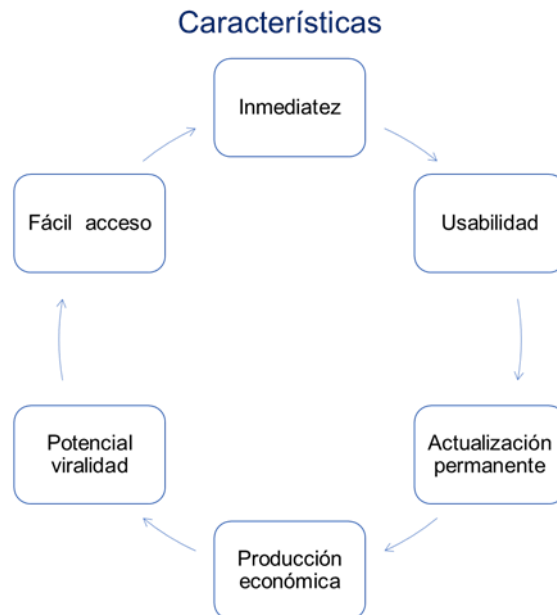 Características
Inmediatez
Usabilidad
Actualización
permanente
Producción
económica
Potencial
viralidad
Fácil acceso